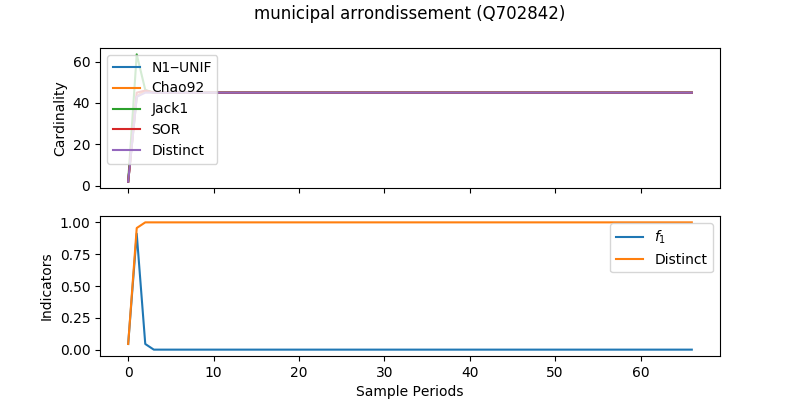 municipal arrondissement (Q702842)
Cardinality
60
40
20
0
N1−UNIF
Chao92
Jack1
SOR
Distinct
Indicators
1.00
0.75
0.50
0.25
0.00
f1
Distinct
0 10 20 30 40 50 60
Sample Periods